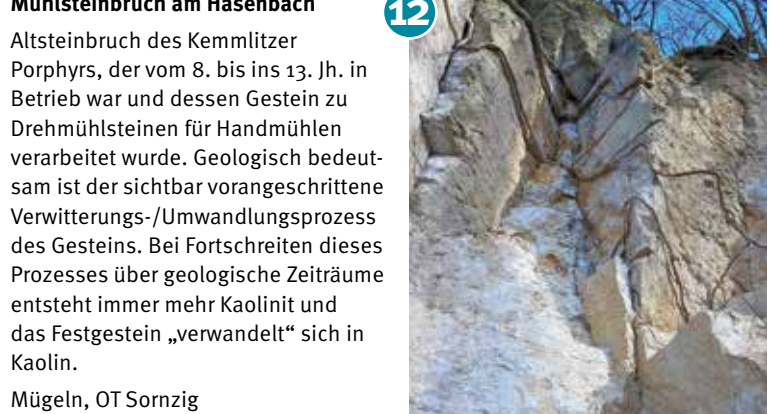 Mühlsteinbruch am Hasenbach
12
Altsteinbruch des Kemmlitzer
Porphyrs, der vom 8. bis ins 13. Jh. in
Betrieb war und dessen Gestein zu
Drehmühlsteinen für Handmühlen
verarbeitet wurde. Geologisch bedeut-
sam ist der sichtbar vorangeschrittene
Verwitterungs-/Umwandlungsprozess
des Gesteins. Bei Fortschreiten dieses
Prozesses über geologische Zeiträume
entsteht immer mehr Kaolinit und
das Festgestein „verwandelt“ sich in
Kaolin.
Mügeln, OT Sornzig